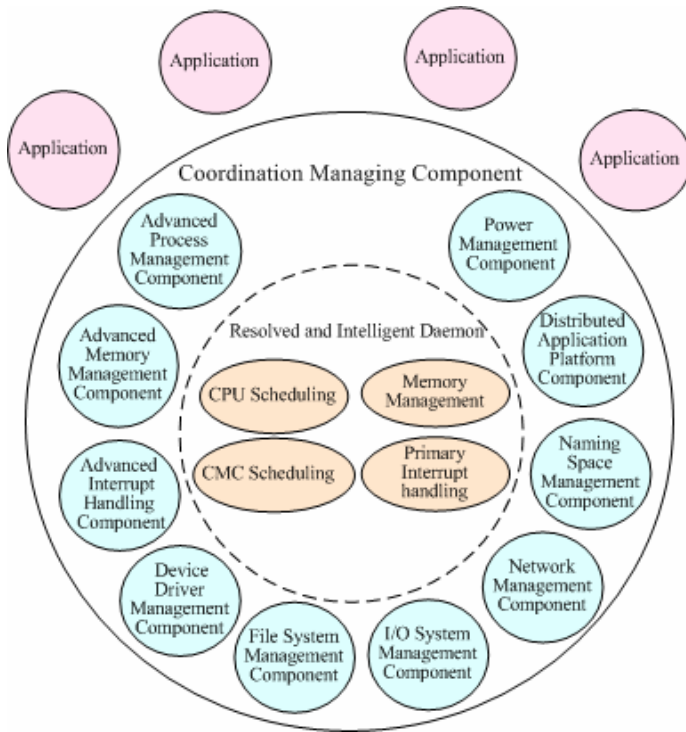 Application
Application
Application
Application
Coordination Managing Component
Advanced
Process
Management
Component
Power
Management
Component
Advanced
Memory
Management
Component
Resolved and Intelligent Daemon
Distributed
Application
Platform
Component
CPU Scheduling
Memory
Management
CMC Scheduling
Primary
Interrupt
handling
Advanced
Interrupt
Handling
Component
Naming
Space
Management
Component
Device
Driver
Management
Component
Network
Management
Component
File System
Management
Component
I/O System
Management
Component